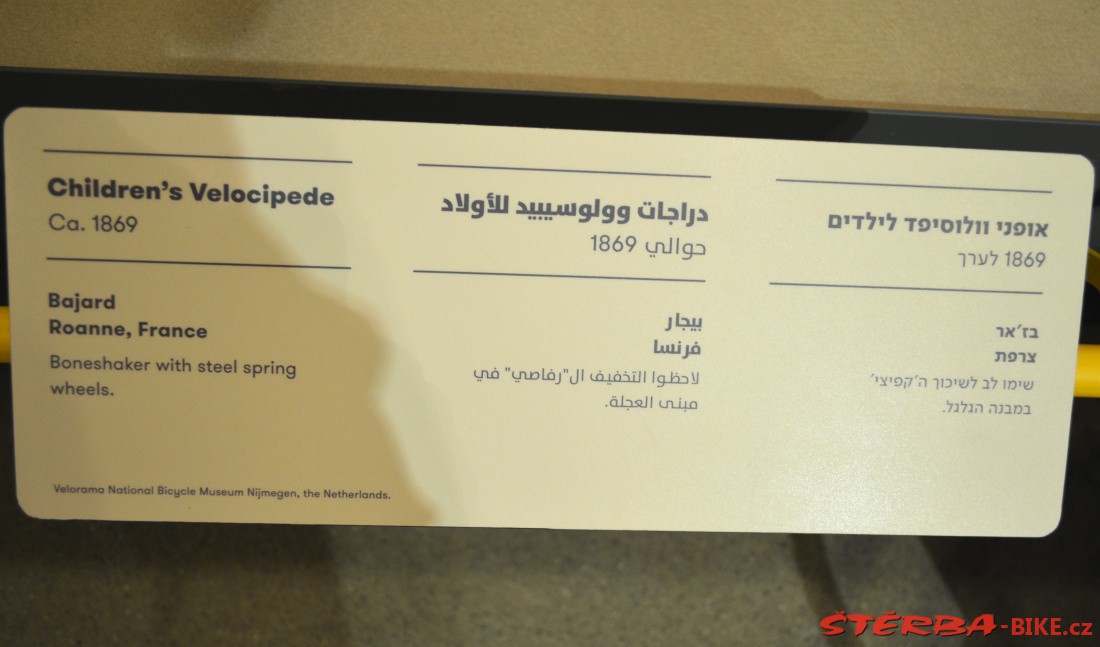 Children's Velocipede
Ca. 1869
Bajard
Roanne, France
Boneshaker with steel spring
wheels.
Velorama National Bicycle Museum Nijmegen, the Netherlands.
دراجات وولوسيبيد للأولاد
حوالي 1869
بيجار
فرنسا
لاحظوا التخفيف ال"رفاصي" في
مبنى العجلة.
אופני וולוסיפד לילדים
1869 לערך
בז'אר
צרפת
שימו לב לשיכוך ה'קפיצי'
במבנה הגלגל.
ŠTĚRBA-BIKE.cz